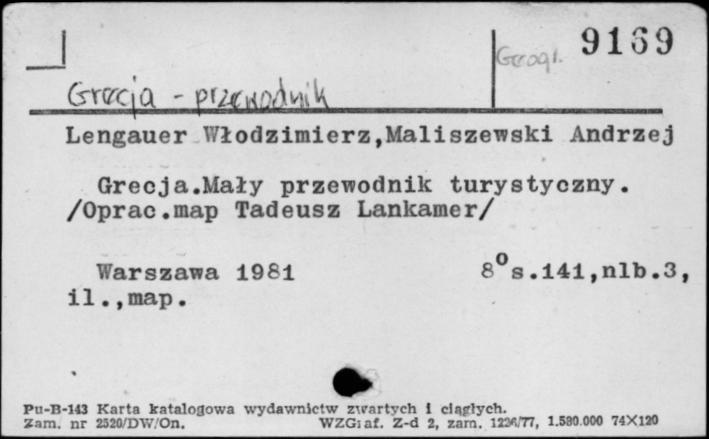 Geogr. 9169
Grecja - przewodnik
Lengauer Włodzimierz,Maliszewski Andrzej
Grecja.Mały przewodnik turystyczny.
/Oprac.map Tadeusz Lankamer/
Warszawa 1981 8°s.141,nlb.3,
il.,map.
Pu-B-143 Karta katalogowa wydawnictw zwartych i ciągłych.
Zam. nr 2520/DW/On. WZGraf. Z-d 2, zam. 1226/77, 1.580.000 74X120